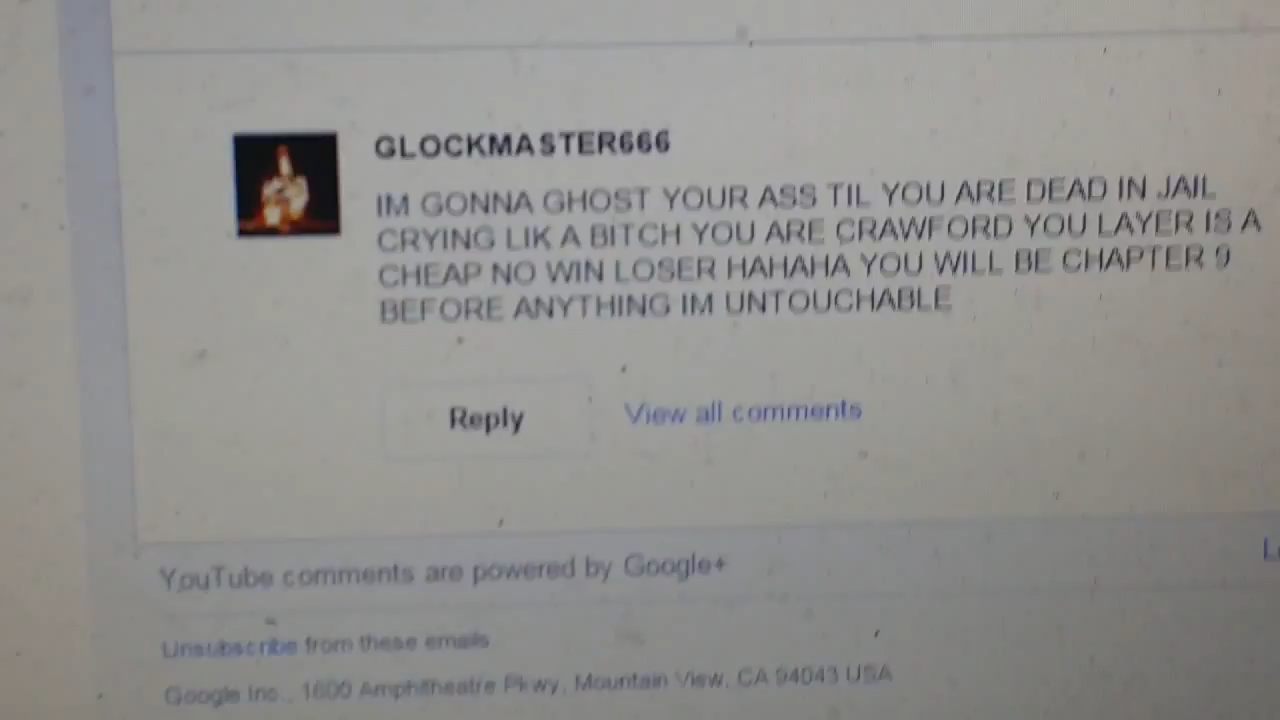 GLOCKMASTER666
IM GONNA GHOST YOUR ASS TIL YOU ARE DEAD IN JAIL
CRYING LIK A BITCH YOU ARE CRAWFORD YOU LAYER IS A
CHEAP NO WIN LOSER HAHAHA YOU WILL BE CHAPTER 9
BEFORE ANYTHING IM UNTOUCHABLE
Reply View all comments
YouTube comments are powered by Google+
Unsubscribe from these emails
Google Inc., 1600 Amphitheatre Pkwy, Mountain View, CA 94043 USA